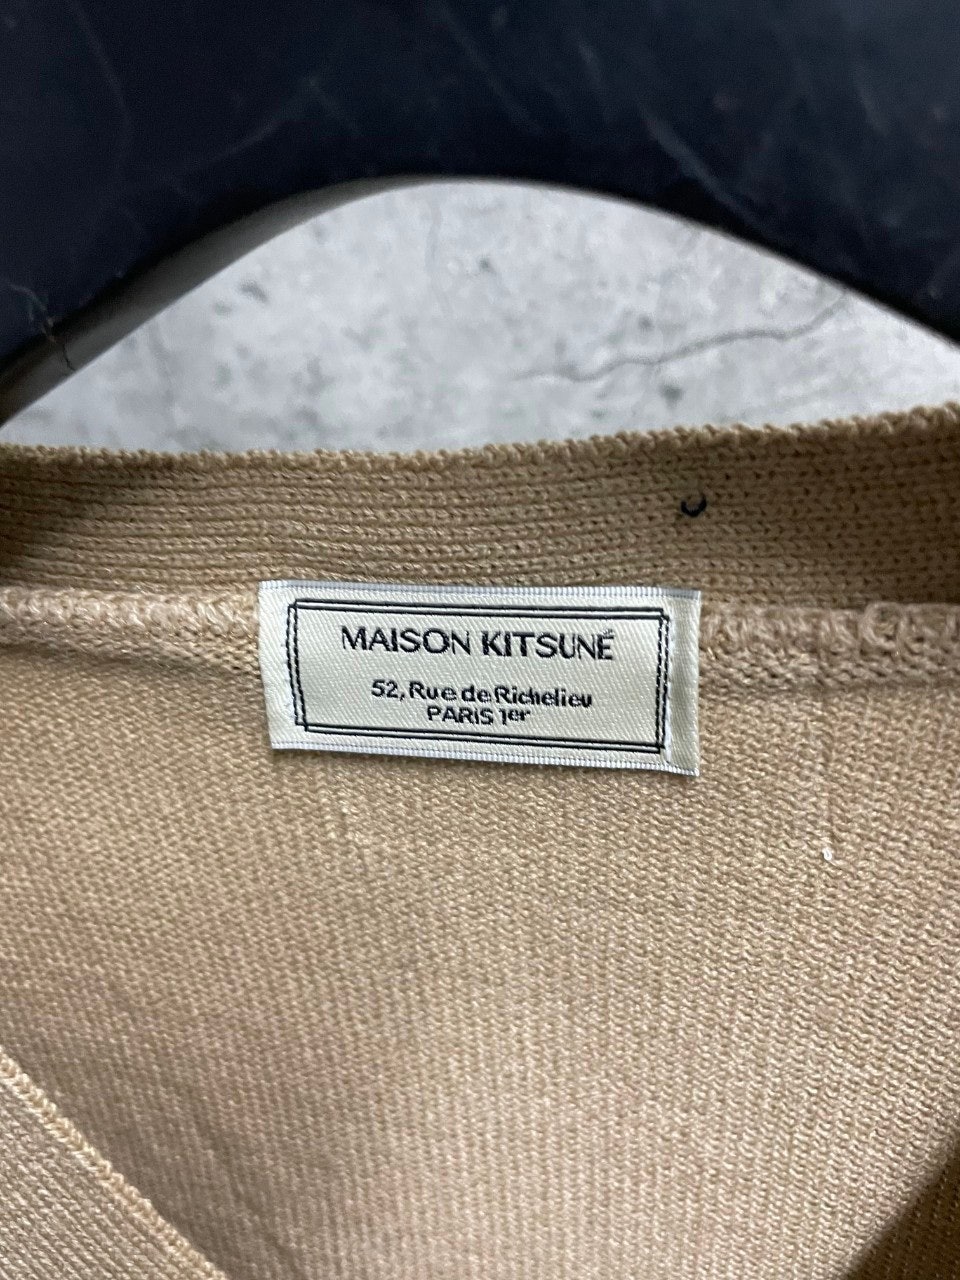 MAISON KITSUNÉ
52, Rue de Richelieu
PARIS 1er